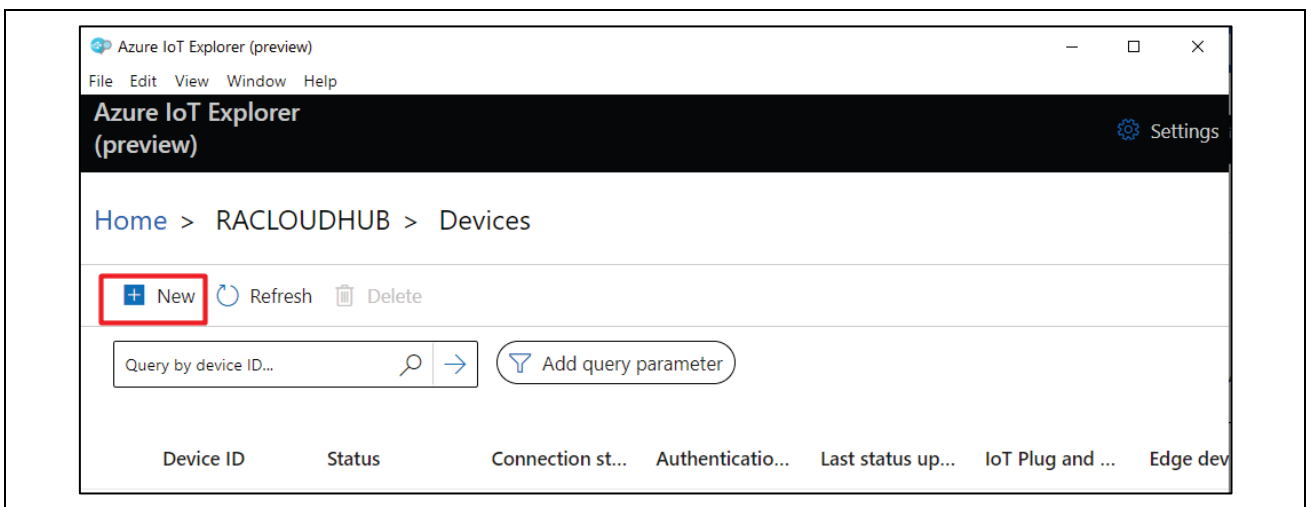 Azure IoT Explorer (preview)
File Edit View Window Help
Azure IoT Explorer
(preview)
Settings
Home > RACLOUDHUB > Devices
New Refresh Delete
Query by device ID... Add query parameter
Device ID Status Connection st... Authenticatio... Last status up... IoT Plug and ... Edge dev